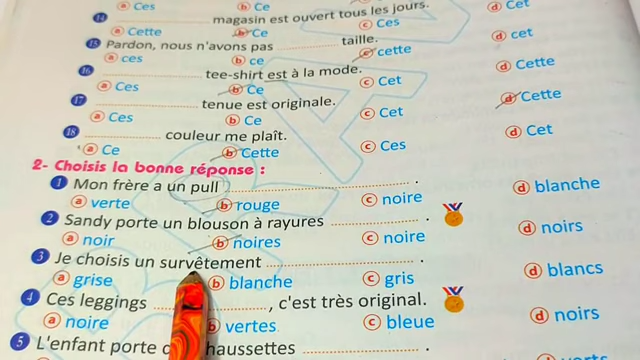 a Ces b Ce c Ces d Cet
14 ............ magasin est ouvert tous les jours.
a Cette b Ce c Ces d Cet
15 Pardon, nous n'avons pas ............ taille.
a ces b ce c cette d cet
16 ............ tee-shirt est à la mode.
a Ces b Ce c Cet d Cette
17 ............ tenue est originale.
a Ces b Ce c Cet d Cette
18 ............ couleur me plaît.
a Ce b Cette c Ces d Cet
2- Choisis la bonne réponse :
1 Mon frère a un pull ............ .
a verte b rouge c noire d blanche
2 Sandy porte un blouson à rayures ............ .
a noir b noires c noire d noirs
3 Je choisis un survêtement ............ .
a grise b blanche c gris d blancs
4 Ces leggings ............ , c'est très original.
a noire b vertes c bleue d noirs
5 L'enfant porte haussettes ............ .
verts